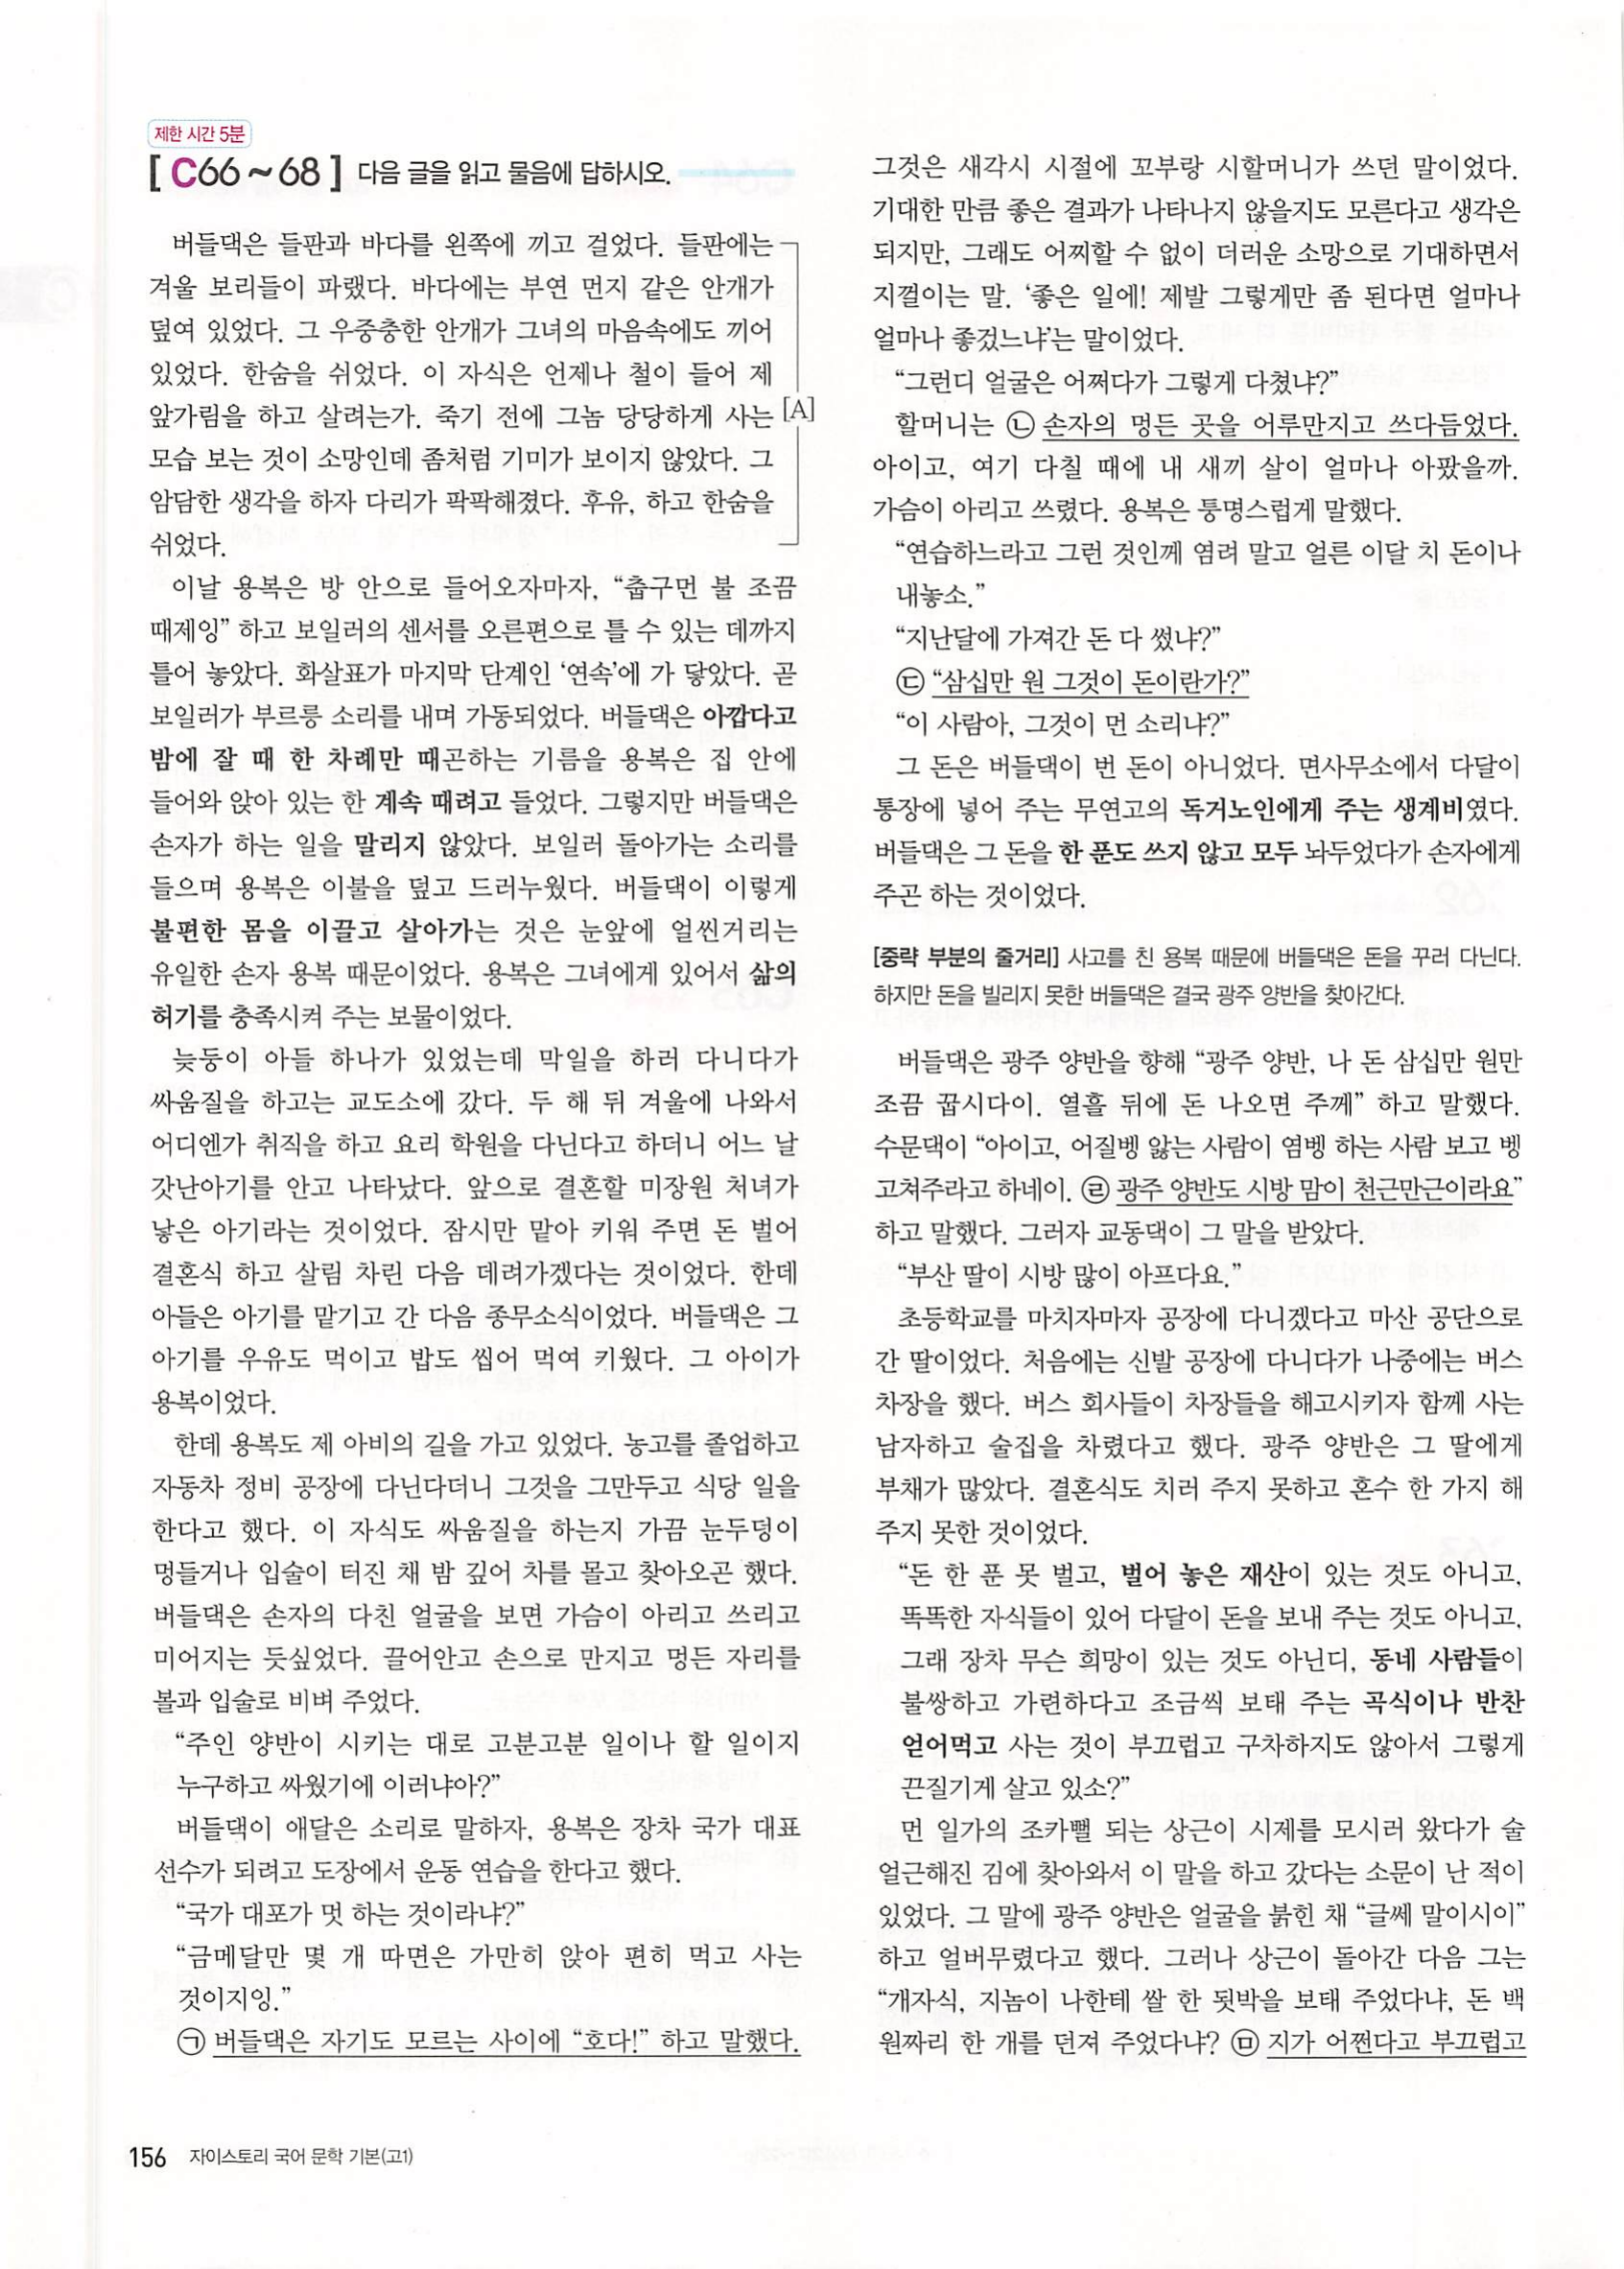 제한 시간 5분
[ C66 ~ 68 ] 다음 글을 읽고 물음에 답하시오.
버들댁은 들판과 바다를 왼쪽에 끼고 걸었다. 들판에는
겨울 보리들이 파랬다. 바다에는 부연 먼지 같은 안개가
덮여 있었다. 그 우중충한 안개가 그녀의 마음속에도 끼어
있었다. 한숨을 쉬었다. 이 자식은 언제나 철이 들어 제
앞가림을 하고 살려는가. 죽기 전에 그놈 당당하게 사는 [A]
모습 보는 것이 소망인데 좀처럼 기미가 보이지 않았다. 그
암담한 생각을 하자 다리가 팍팍해졌다. 후유, 하고 한숨을
쉬었다.
이날 용복은 방 안으로 들어오자마자, “춥구먼 불 조끔
때제잉” 하고 보일러의 센서를 오른편으로 틀 수 있는 데까지
틀어 놓았다. 화살표가 마지막 단계인 ‘연속’에 가 닿았다. 곧
보일러가 부르릉 소리를 내며 가동되었다. 버들댁은 아깝다고
밤에 잘 때 한 차례만 때곤하는 기름을 용복은 집 안에
들어와 앉아 있는 한 계속 때려고 들었다. 그렇지만 버들댁은
손자가 하는 일을 말리지 않았다. 보일러 돌아가는 소리를
들으며 용복은 이불을 덮고 드러누웠다. 버들댁이 이렇게
불편한 몸을 이끌고 살아가는 것은 눈앞에 얼씬거리는
유일한 손자 용복 때문이었다. 용복은 그녀에게 있어서 삶의
허기를 충족시켜 주는 보물이었다.
늦둥이 아들 하나가 있었는데 막일을 하러 다니다가
싸움질을 하고는 교도소에 갔다. 두 해 뒤 겨울에 나와서
어디엔가 취직을 하고 요리 학원을 다닌다고 하더니 어느 날
갓난아기를 안고 나타났다. 앞으로 결혼할 미장원 처녀가
낳은 아기라는 것이었다. 잠시만 맡아 키워 주면 돈 벌어
결혼식 하고 살림 차린 다음 데려가겠다는 것이었다. 한데
아들은 아기를 맡기고 간 다음 종무소식이었다. 버들댁은 그
아기를 우유도 먹이고 밥도 씹어 먹여 키웠다. 그 아이가
용복이었다.
한데 용복도 제 아비의 길을 가고 있었다. 농고를 졸업하고
자동차 정비 공장에 다닌다더니 그것을 그만두고 식당 일을
한다고 했다. 이 자식도 싸움질을 하는지 가끔 눈두덩이
멍들거나 입술이 터진 채 밤 깊어 차를 몰고 찾아오곤 했다.
버들댁은 손자의 다친 얼굴을 보면 가슴이 아리고 쓰리고
미어지는 듯싶었다. 끌어안고 손으로 만지고 멍든 자리를
볼과 입술로 비벼 주었다.
“주인 양반이 시키는 대로 고분고분 일이나 할 일이지
누구하고 싸웠기에 이러냐아?”
버들댁이 애달은 소리로 말하자, 용복은 장차 국가 대표
선수가 되려고 도장에서 운동 연습을 한다고 했다.
“국가 대포가 멋 하는 것이라냐?”
“금메달만 몇 개 따면은 가만히 앉아 편히 먹고 사는
것이지잉.”
㉠ 버들댁은 자기도 모르는 사이에 “호다!” 하고 말했다.
그것은 새각시 시절에 꼬부랑 시할머니가 쓰던 말이었다.
기대한 만큼 좋은 결과가 나타나지 않을지도 모른다고 생각은
되지만, 그래도 어찌할 수 없이 더러운 소망으로 기대하면서
지껄이는 말. ‘좋은 일에! 제발 그렇게만 좀 된다면 얼마나
얼마나 좋겠느냐’는 말이었다.
“그런디 얼굴은 어쩌다가 그렇게 다쳤냐?”
할머니는 ㉡ 손자의 멍든 곳을 어루만지고 쓰다듬었다.
아이고, 여기 다칠 때에 내 새끼 살이 얼마나 아팠을까.
가슴이 아리고 쓰렸다. 용복은 퉁명스럽게 말했다.
“연습하느라고 그런 것인께 염려 말고 얼른 이달 치 돈이나
내놓소.”
“지난달에 가져간 돈 다 썼냐?”
㉢ “삼십만 원 그것이 돈이란가?”
“이 사람아, 그것이 먼 소리냐?”
그 돈은 버들댁이 번 돈이 아니었다. 면사무소에서 다달이
통장에 넣어 주는 무연고의 독거노인에게 주는 생계비였다.
버들댁은 그 돈을 한 푼도 쓰지 않고 모두 놔두었다가 손자에게
주곤 하는 것이었다.
[중략 부분의 줄거리] 사고를 친 용복 때문에 버들댁은 돈을 꾸러 다닌다.
하지만 돈을 빌리지 못한 버들댁은 결국 광주 양반을 찾아간다.
버들댁은 광주 양반을 향해 “광주 양반, 나 돈 삼십만 원만
조끔 꿉시다이. 열흘 뒤에 돈 나오면 주께” 하고 말했다.
수문댁이 “아이고, 어질벵 앓는 사람이 염벵 하는 사람 보고 벵
고쳐주라고 하네이. ㉣ 광주 양반도 시방 맘이 천근만근이라요”
하고 말했다. 그러자 교동댁이 그 말을 받았다.
“부산 딸이 시방 많이 아프다요.”
초등학교를 마치자마자 공장에 다니겠다고 마산 공단으로
간 딸이었다. 처음에는 신발 공장에 다니다가 나중에는 버스
차장을 했다. 버스 회사들이 차장들을 해고시키자 함께 사는
남자하고 술집을 차렸다고 했다. 광주 양반은 그 딸에게
부채가 많았다. 결혼식도 치러 주지 못하고 혼수 한 가지 해
주지 못한 것이었다.
“돈 한 푼 못 벌고, 벌어 놓은 재산이 있는 것도 아니고,
똑똑한 자식들이 있어 다달이 돈을 보내 주는 것도 아니고,
그래 장차 무슨 희망이 있는 것도 아닌디, 동네 사람들이
불쌍하고 가련하다고 조금씩 보태 주는 곡식이나 반찬
얻어먹고 사는 것이 부끄럽고 구차하지도 않아서 그렇게
끈질기게 살고 있소?”
먼 일가의 조카뻘 되는 상근이 시제를 모시러 왔다가 술
얼근해진 김에 찾아와서 이 말을 하고 갔다는 소문이 난 적이
있었다. 그 말에 광주 양반은 얼굴을 붉힌 채 “글쎄 말이시이”
하고 얼버무렸다고 했다. 그러나 상근이 돌아간 다음 그는
“개자식, 지놈이 나한테 쌀 한 됫박을 보태 주었다냐, 돈 백
원짜리 한 개를 던져 주었다냐? ㉤ 지가 어쩐다고 부끄럽고
156 자이스토리 국어 문학 기본(고1)